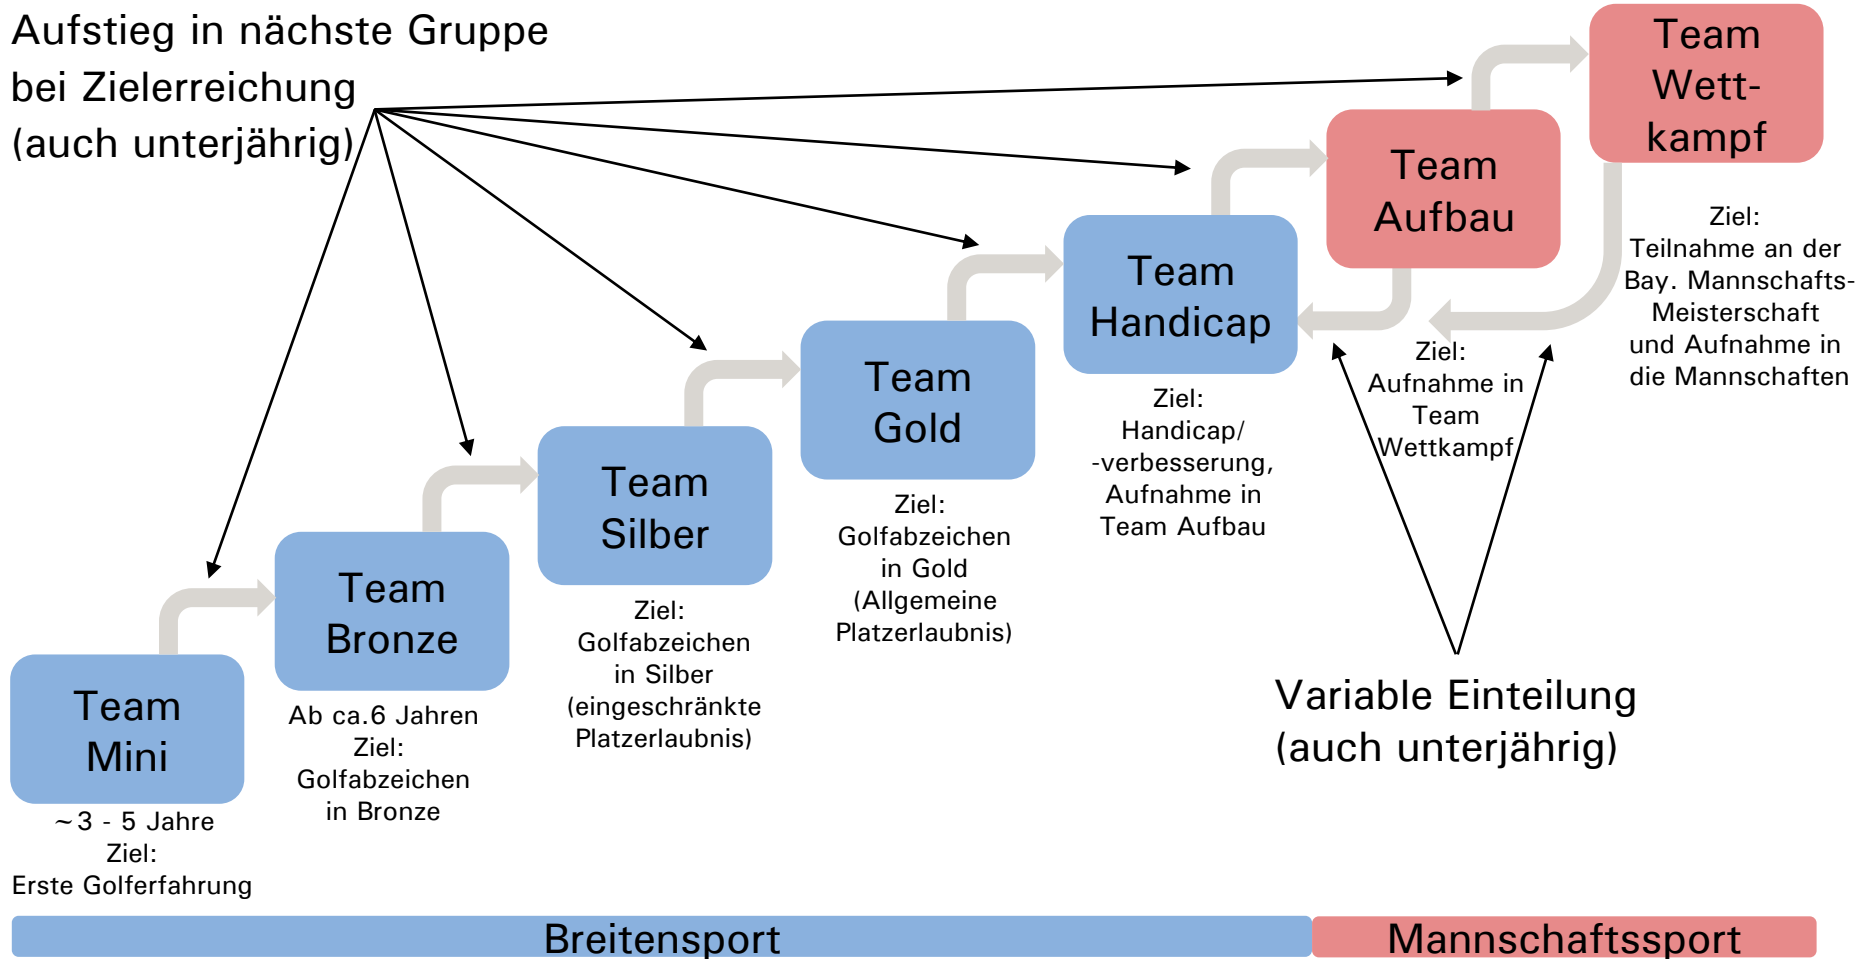 Aufstieg in nächste Gruppe
bei Zielerreichung
(auch unterjährig)
Team
Wett-
kampf
Ziel:
Teilnahme an der
Bay. Mannschafts-
Meisterschaft
und Aufnahme in
die Mannschaften
Team
Aufbau
Ziel:
Aufnahme in
Team
Wettkampf
Team
Handicap
Ziel:
Handicap/
-verbesserung,
Aufnahme in
Team Aufbau
Team
Gold
Ziel:
Golfabzeichen
in Gold
(Allgemeine
Platzerlaubnis)
Team
Silber
Ziel:
Golfabzeichen
in Silber
(eingeschränkte
Platzerlaubnis)
Team
Bronze
Ab ca.6 Jahren
Ziel:
Golfabzeichen
in Bronze
Team
Mini
~3 - 5 Jahre
Ziel:
Erste Golferfahrung
Variable Einteilung
(auch unterjährig)
Breitensport
Mannschaftssport